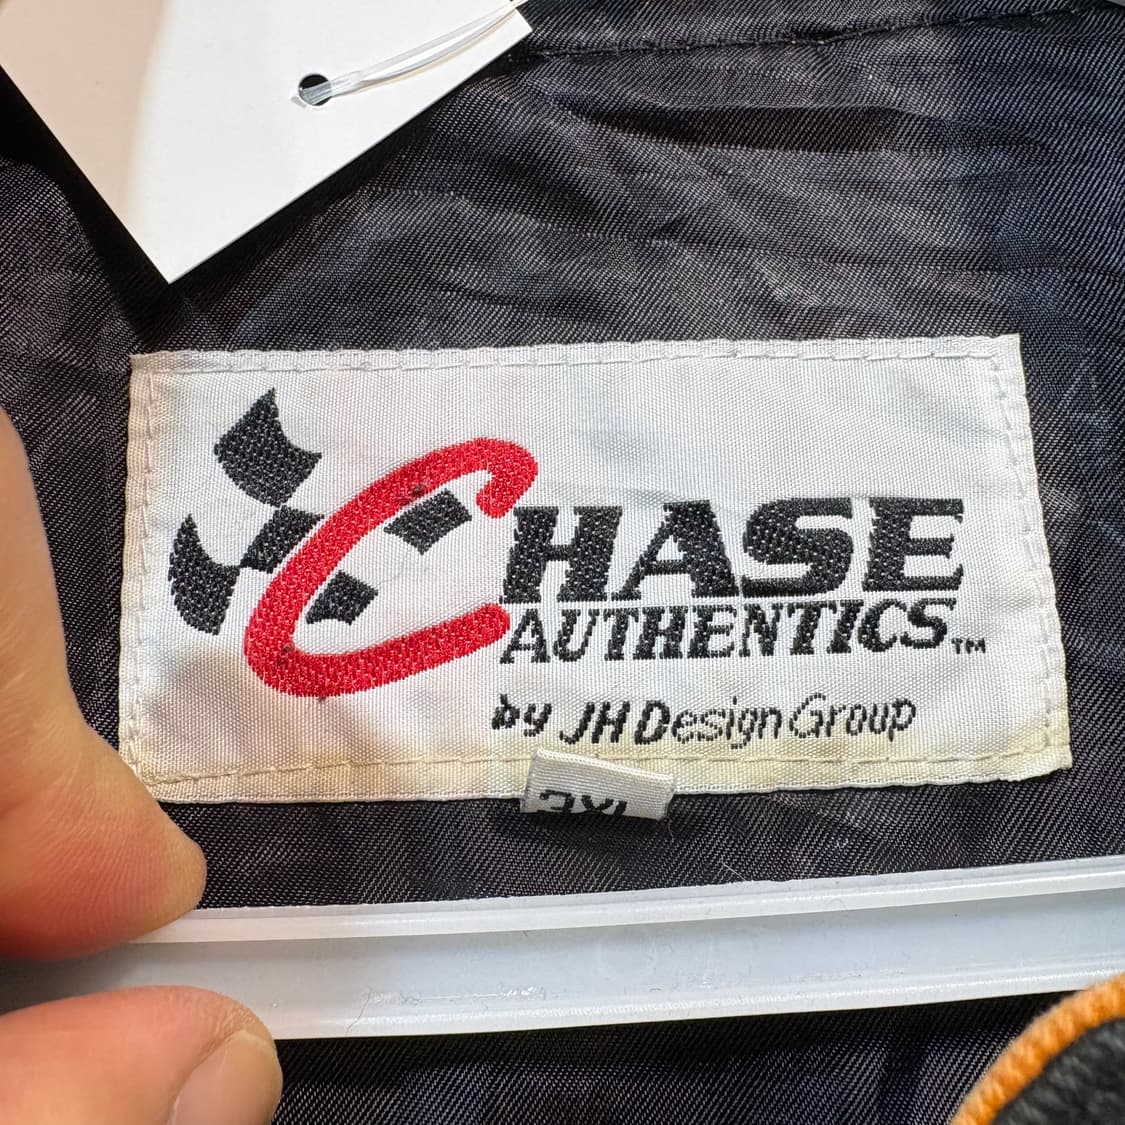 CHASE
AUTHENTICS™
by JH Design Group
3XL